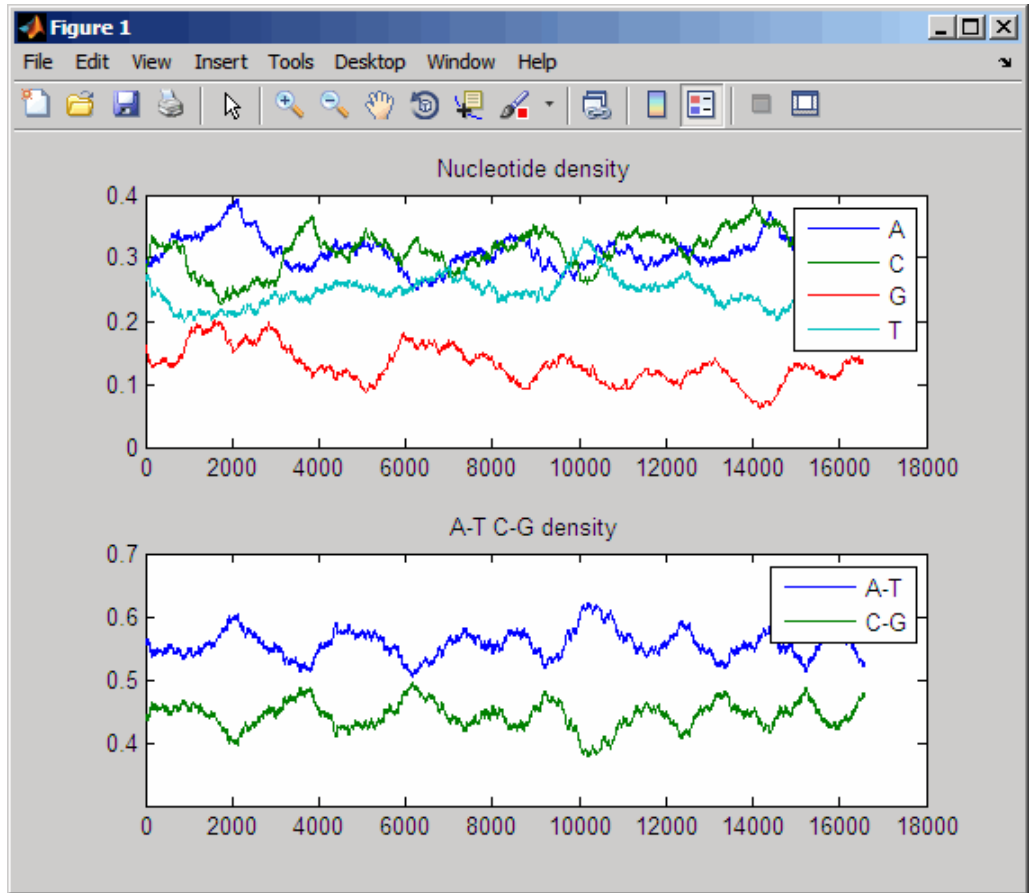 Figure 1
File Edit View Insert Tools Desktop Window Help
Nucleotide density
0.4
0.3
0.2
0.1
0
0 2000 4000 6000 8000 10000 12000 14000 16000 18000
A
C
G
T
A-T C-G density
0.7
0.6
0.5
0.4
0 2000 4000 6000 8000 10000 12000 14000 16000 18000
A-T
C-G